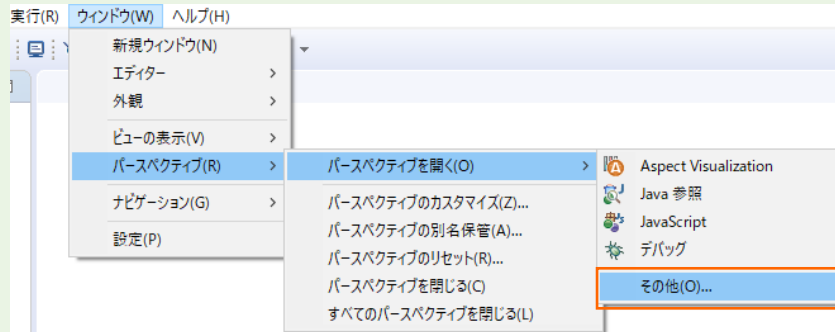 実行(R) ウィンドウ(W) ヘルプ(H)
新規ウィンドウ(N)
エディター
外観
ビューの表示(V)
パースペクティブ(R)
ナビゲーション(G)
設定(P)
パースペクティブを開く(O)
パースペクティブのカスタマイズ(Z)...
パースペクティブの別名保管(A)...
パースペクティブのリセット(R)...
パースペクティブを閉じる(C)
すべてのパースペクティブを閉じる(L)
Aspect Visualization
Java 参照
JavaScript
デバッグ
その他(O)...